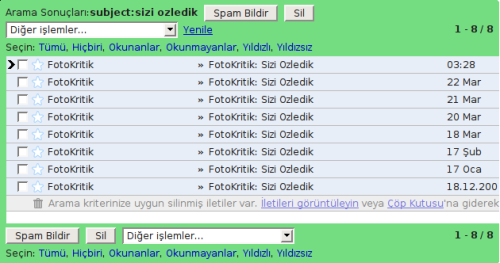 Arama Sonuçları:subject:sizi ozledik Spam Bildir Sil
Diğer işlemler... Yenile 1 - 8 / 8
Seçin: Tümü, Hiçbiri, Okunanlar, Okunmayanlar, Yıldızlı, Yıldızsız
FotoKritik » FotoKritik: Sizi Ozledik 03:28
FotoKritik » FotoKritik: Sizi Ozledik 22 Mar
FotoKritik » FotoKritik: Sizi Ozledik 21 Mar
FotoKritik » FotoKritik: Sizi Ozledik 20 Mar
FotoKritik » FotoKritik: Sizi Ozledik 18 Mar
FotoKritik » FotoKritik: Sizi Ozledik 17 Şub
FotoKritik » FotoKritik: Sizi Ozledik 17 Oca
FotoKritik » FotoKritik: Sizi Ozledik 18.12.200
Arama kriterinize uygun silinmiş iletiler var. İletileri görüntüleyin veya Çöp Kutusu'na giderek
Spam Bildir Sil Diğer işlemler... 1 - 8 / 8
Seçin: Tümü, Hiçbiri, Okunanlar, Okunmayanlar, Yıldızlı, Yıldızsız